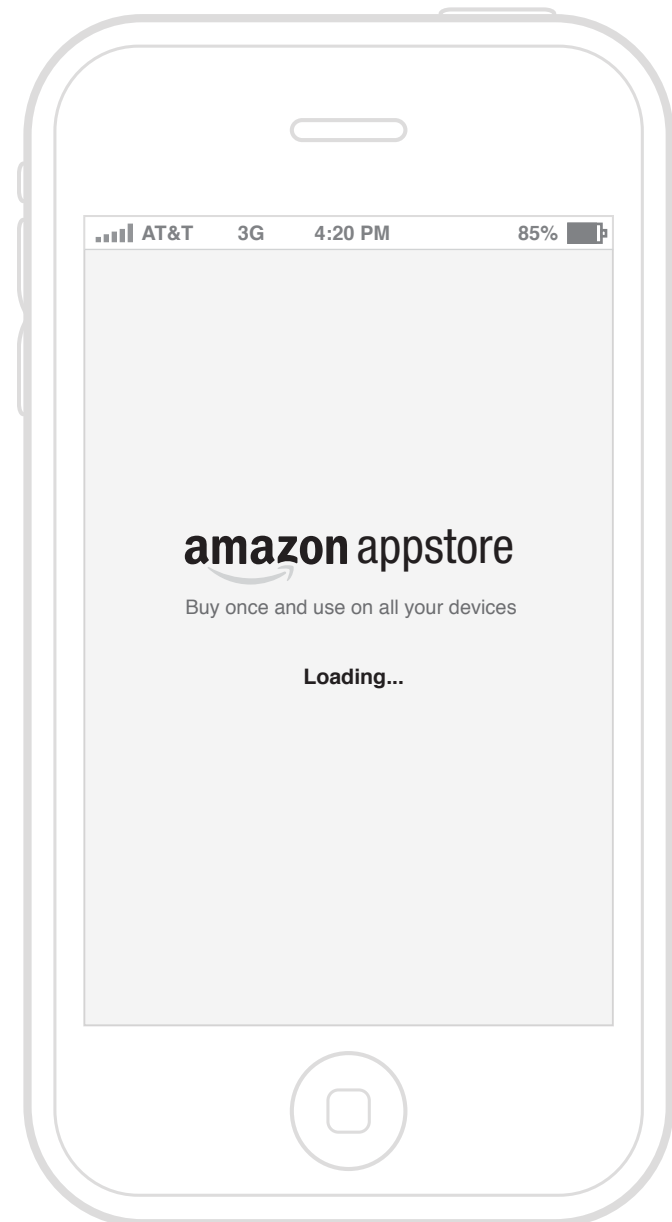 AT&T 3G 4:20 PM 85%
amazon appstore
Buy once and use on all your devices
Loading...